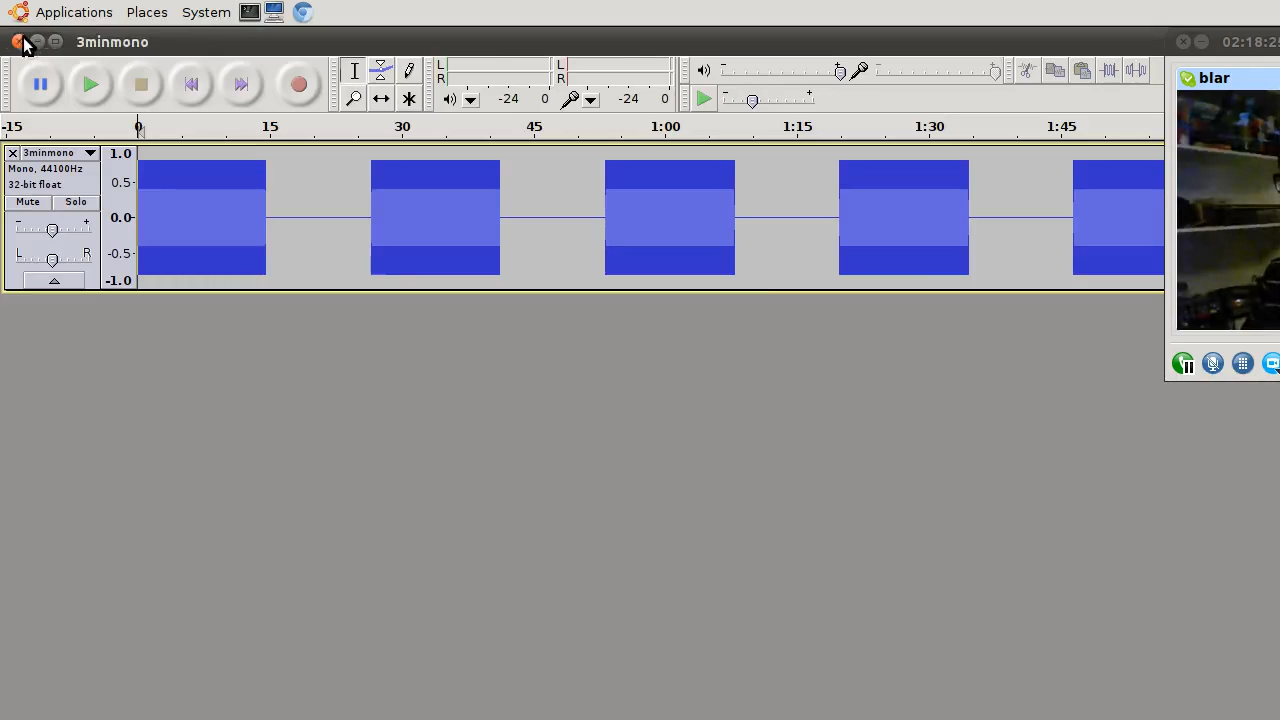 Applications Places System
3minmono
02:18:25
L
R
L
R
-24 0
-24 0
-15 0 15 30 45 1:00 1:15 1:30 1:45
blar
3minmono
Mono, 44100Hz
32-bit float
Mute Solo
- +
L R
1.0
0.5
0.0
-0.5
-1.0